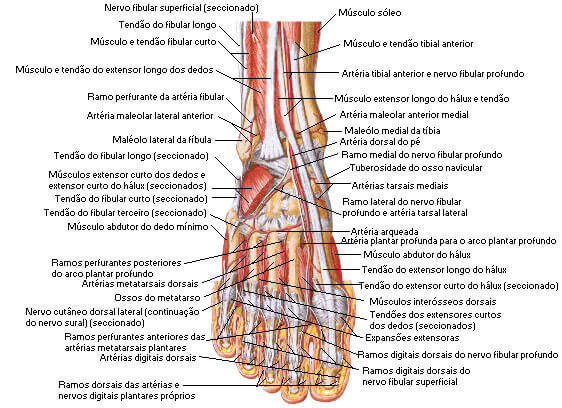 Nervo fibular superficial (seccionado)
Tendão do fibular longo
Músculo e tendão fibular curto
Músculo e tendão do extensor longo dos dedos
Ramo perfurante da artéria fibular
Artéria maleolar lateral anterior
Maléolo lateral da fíbula
Tendão do fibular longo (seccionado)
Músculos extensor curto dos dedos e
extensor curto do hálux (seccionados)
Tendão do fibular curto (seccionado)
Tendão do fibular terceiro (seccionado)
Músculo abdutor do dedo mínimo
Ramos perfurantes posteriores
do arco plantar profundo
Artérias metatarsais dorsais
Ossos do metatarso
Nervo cutâneo dorsal lateral (continuação
do nervo sural) (seccionado)
Ramos perfurantes anteriores das
artérias metatarsais plantares
Artérias digitais dorsais
Ramos dorsais das artérias e
nervos digitais plantares próprios
Músculo sóleo
Músculo e tendão tibial anterior
Artéria tibial anterior e nervo fibular profundo
Músculo extensor longo do hálux e tendão
Artéria maleolar anterior medial
Maleólo medial da tíbia
Artéria dorsal do pé
Ramo medial do nervo fibular profundo
Tuberosidade do osso navicular
Artérias tarsais mediais
Ramo lateral do nervo fibular
profundo e artéria tarsal lateral
Artéria arqueada
Artéria plantar profunda para o arco plantar profundo
Músculo abdutor do hálux
Tendão do extensor longo do hálux
Tendão do extensor curto do hálux (seccionado)
Músculos interósseos dorsais
Tendões dos extensores curtos
dos dedos (seccionados)
Expansões extensoras
Ramos digitais dorsais do nervo fibular profundo
Ramos digitais dorsais do
nervo fibular superficial